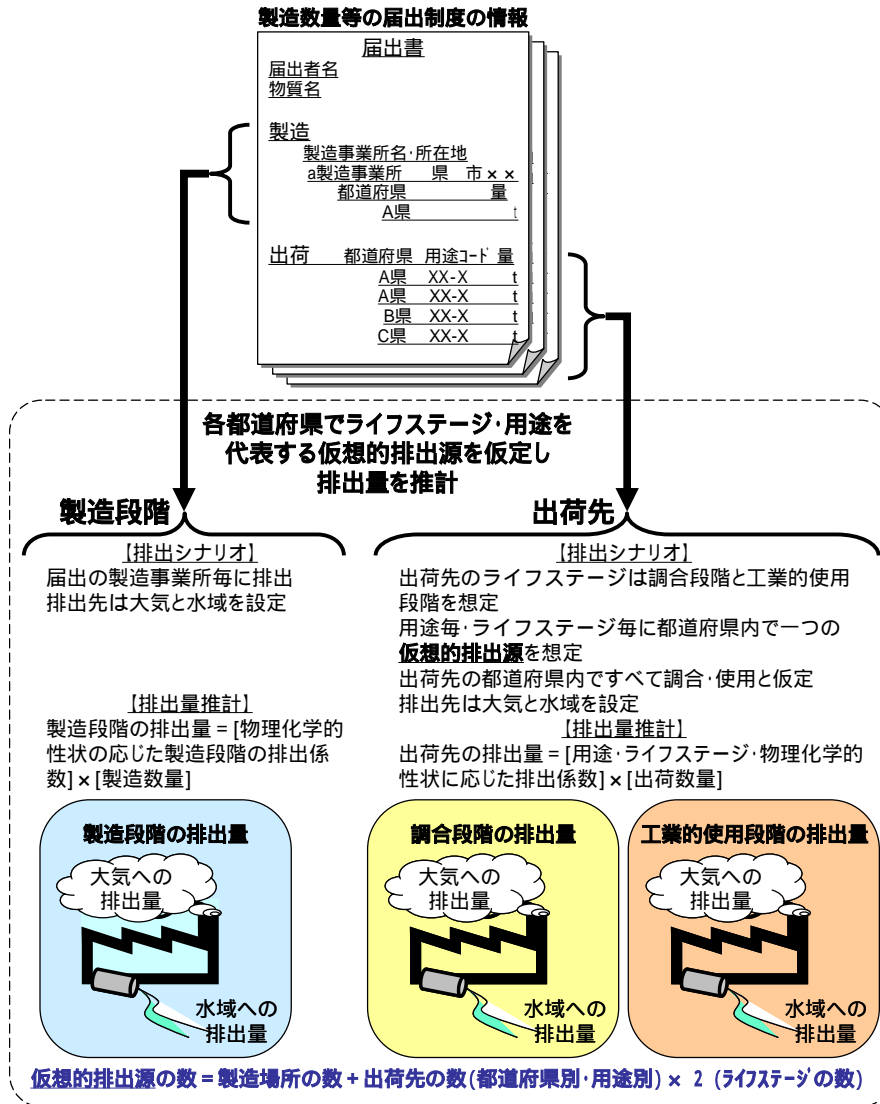 製造数量等の届出制度の情報
届出書
届出者名
物質名
製造
製造事業所名･所在地
a製造事業所 県 市××
都道府県 量
A県 t
出荷 都道府県 用途ｺｰﾄﾞ 量
A県 XX-X t
A県 XX-X t
B県 XX-X t
C県 XX-X t
各都道府県でライフステージ･用途を
代表する仮想的排出源を仮定し
排出量を推計
製造段階
【排出シナリオ】
届出の製造事業所毎に排出
排出先は大気と水域を設定
【排出量推計】
製造段階の排出量＝[物理化学的
性状の応じた製造段階の排出係
数]×[製造数量]
出荷先
【排出シナリオ】
出荷先のライフステージは調合段階と工業的使用
段階を想定
用途毎･ライフステージ毎に都道府県内で一つの
仮想的排出源を想定
出荷先の都道府県内ですべて調合･使用と仮定
排出先は大気と水域を設定
【排出量推計】
出荷先の排出量＝[用途･ライフステージ･物理化学的
性状に応じた排出係数]×[出荷数量]
製造段階の排出量
大気への
排出量
水域への
排出量
調合段階の排出量
大気への
排出量
水域への
排出量
工業的使用段階の排出量
大気への
排出量
水域への
排出量
仮想的排出源の数＝製造場所の数＋出荷先の数(都道府県別･用途別)×２(ﾗｲﾌｽﾃｰｼﾞの数)